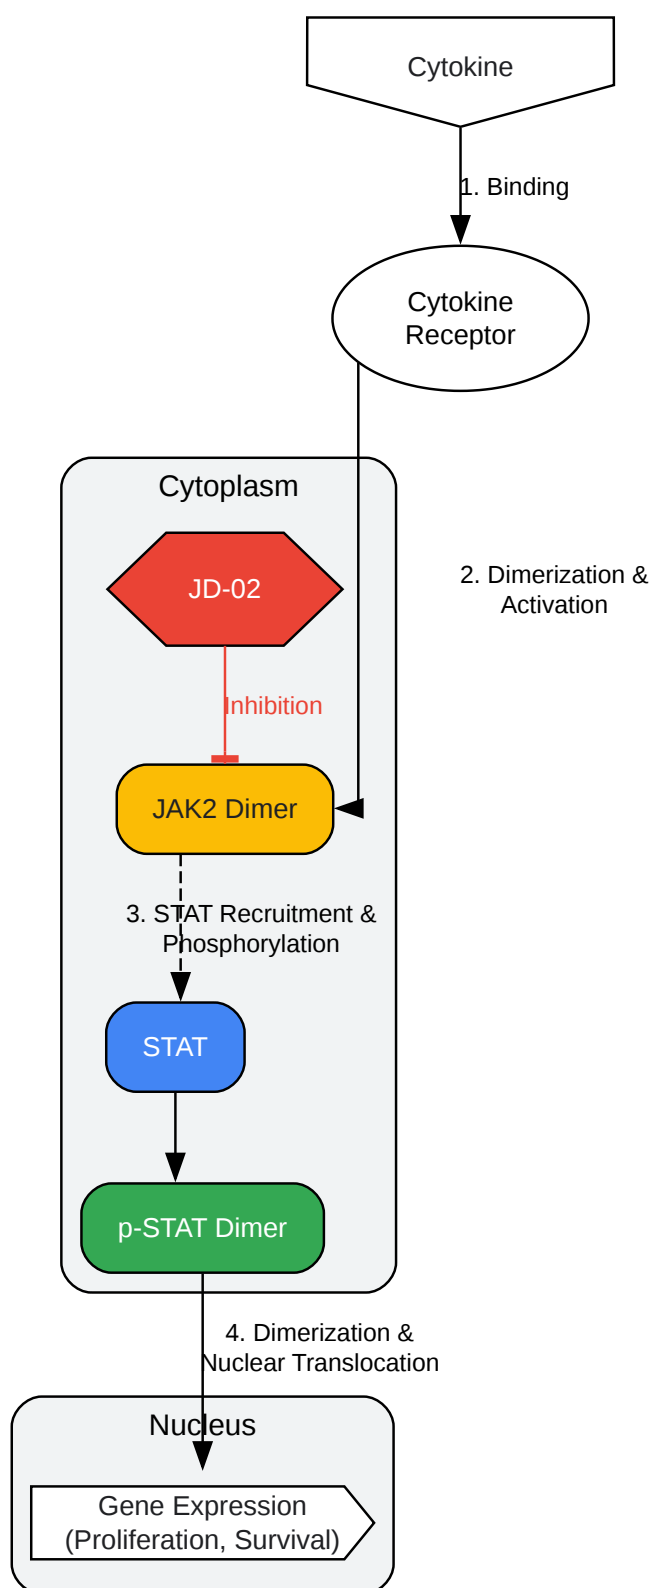 Cytokine
1. Binding
Cytokine
Receptor
Cytoplasm
JD-02
2. Dimerization &
Activation
Inhibition
JAK2 Dimer
3. STAT Recruitment &
Phosphorylation
STAT
p-STAT Dimer
4. Dimerization &
Nuclear Translocation
Nucleus
Gene Expression
(Proliferation, Survival)